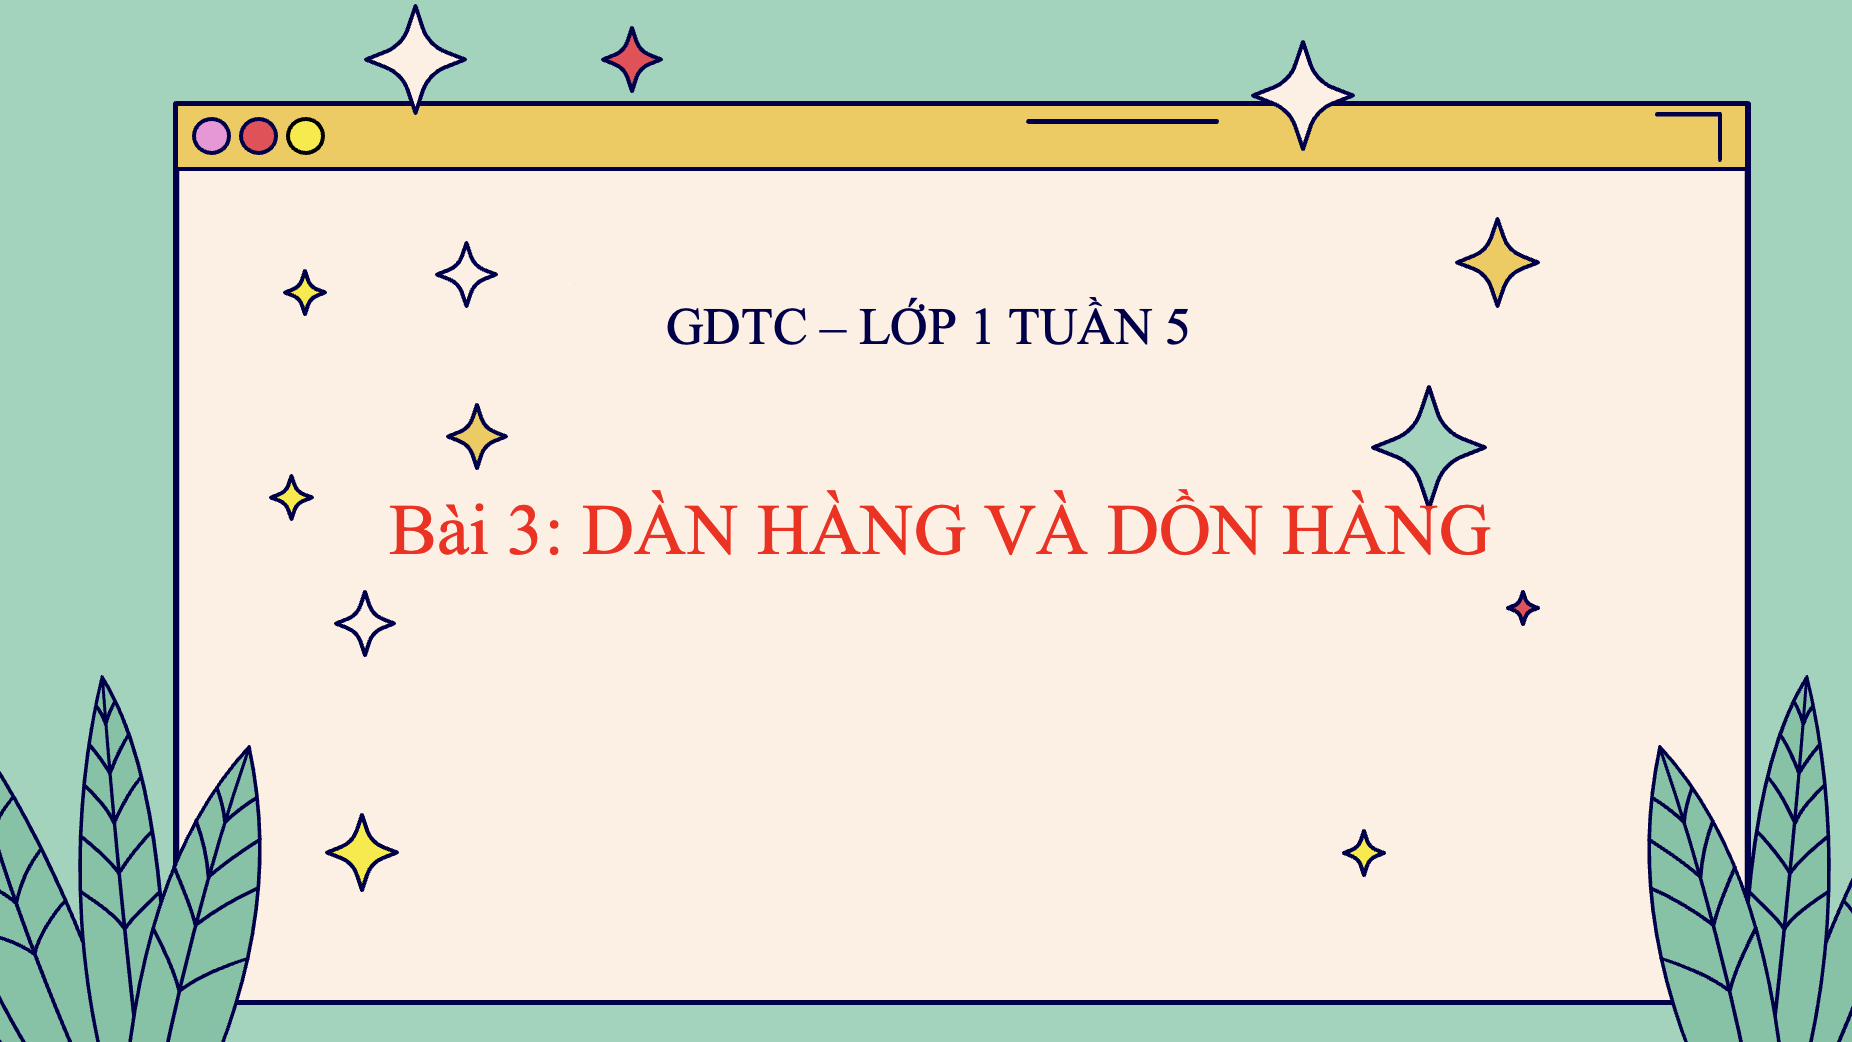 GDTC – LỚP 1 TUẦN 5
Bài 3: DÀN HÀNG VÀ DỒN HÀNG